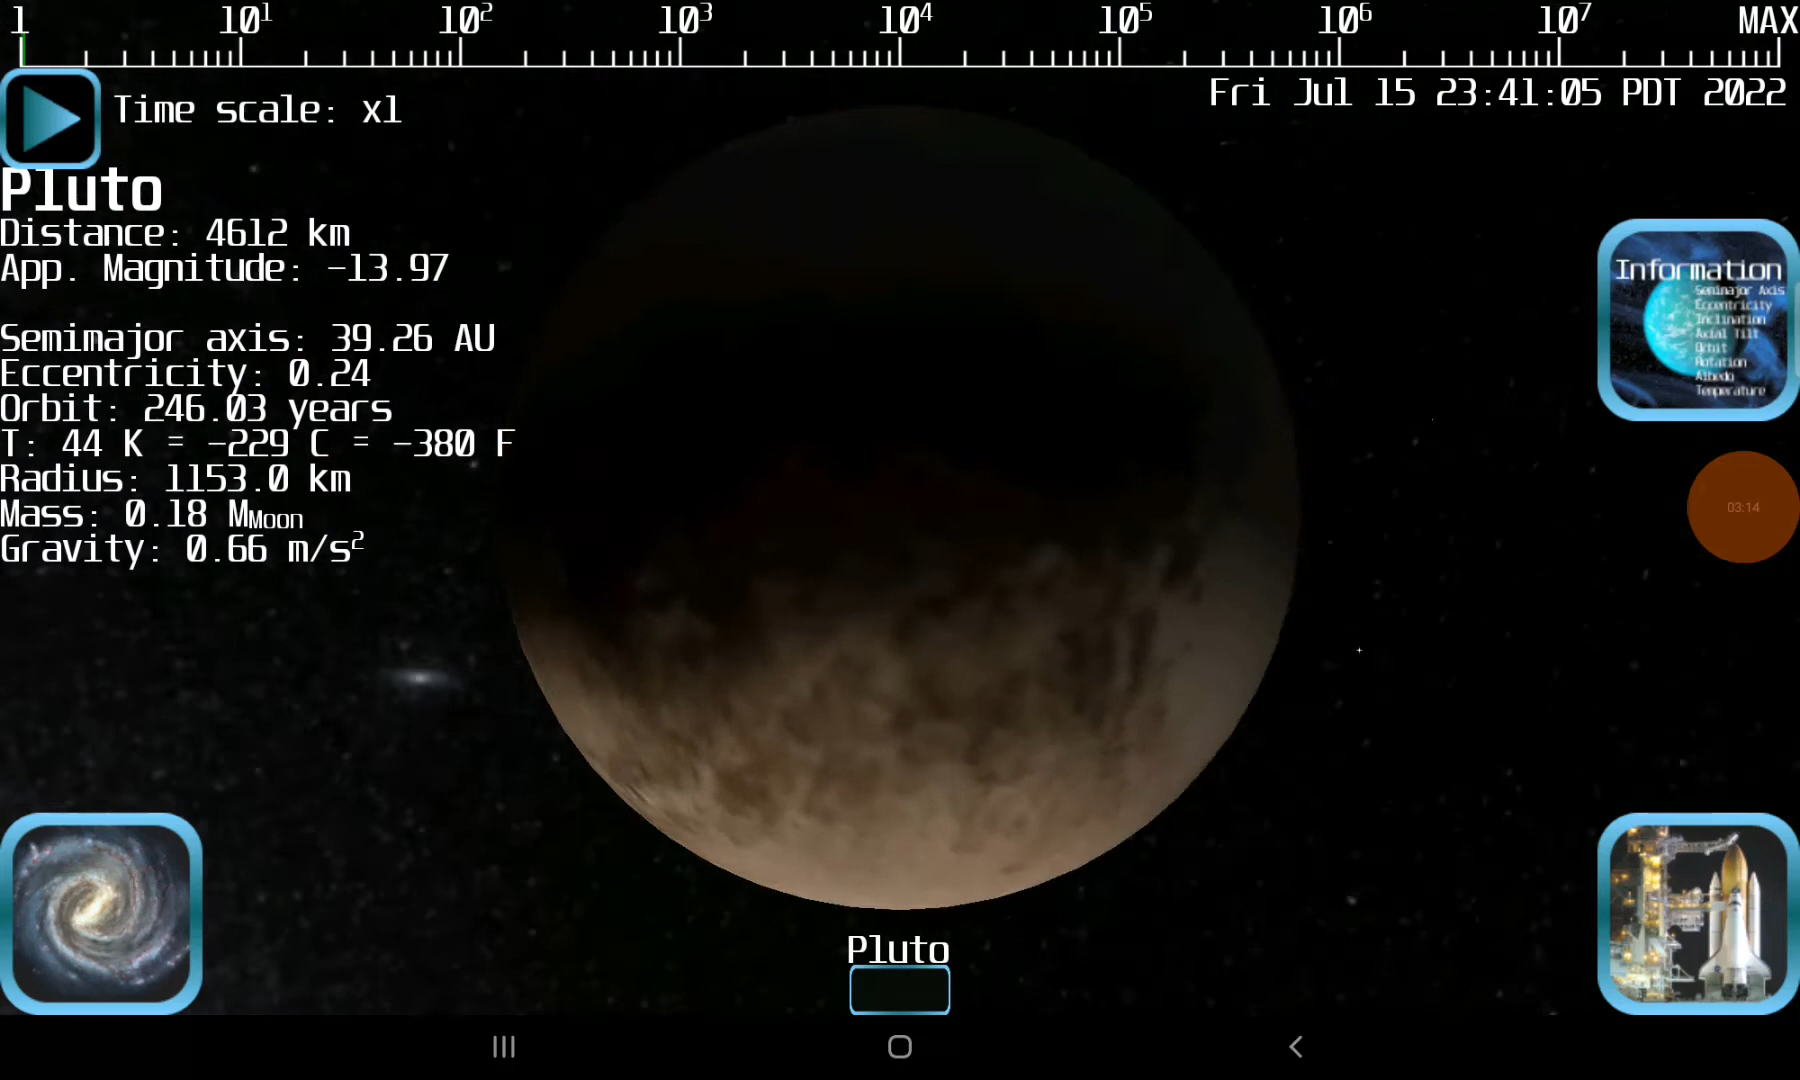 1 10¹ 10² 10³ 10⁴ 10⁵ 10⁶ 10⁷ MAX
Time scale: x1
Fri Jul 15 23:41:05 PDT 2022
Pluto
Distance: 4612 km
App. Magnitude: -13.97
Semimajor axis: 39.26 AU
Eccentricity: 0.24
Orbit: 246.03 years
T: 44 K = -229 C = -380 F
Radius: 1153.0 km
Mass: 0.18 MMoon
Gravity: 0.66 m/s²
Information
Semimajor Axis
Eccentricity
Inclination
Axial Tilt
Orbit
Rotation
Albedo
Temperature
03:14
Pluto